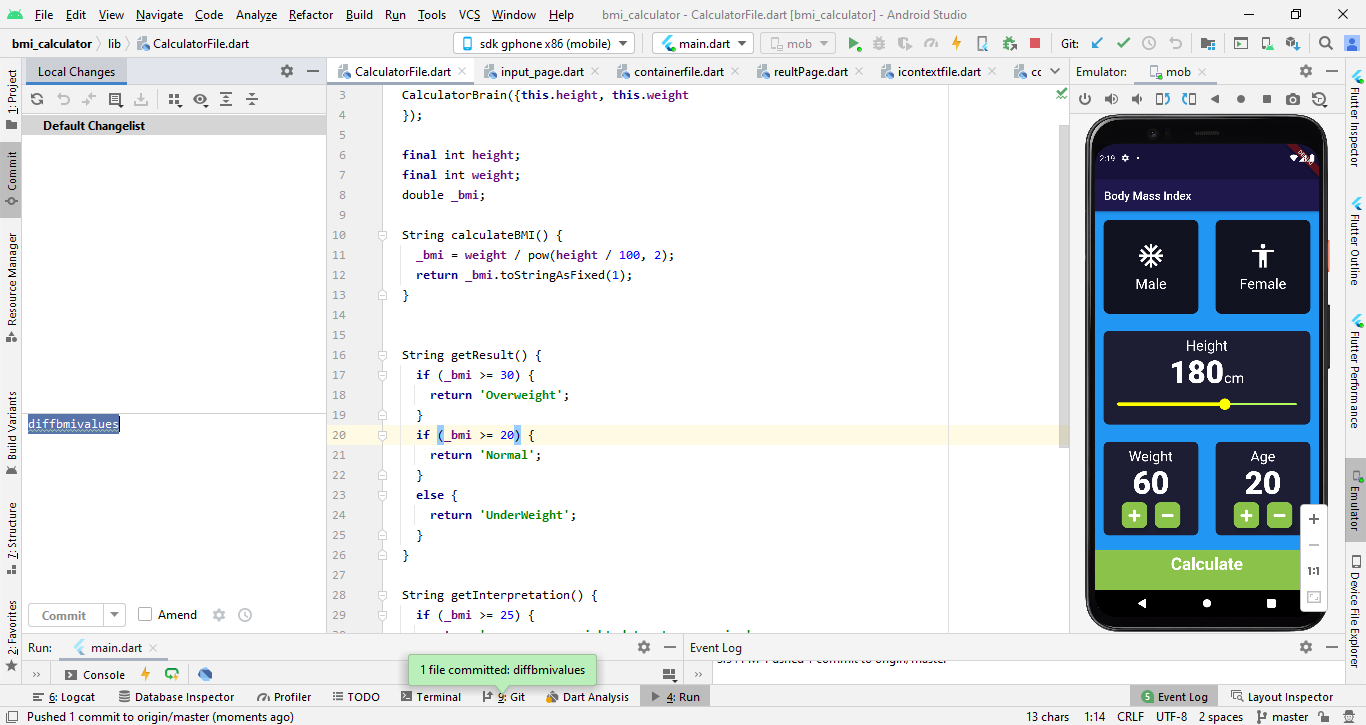 File Edit View Navigate Code Analyze Refactor Build Run Tools VCS Window Help bmi_calculator - CalculatorFile.dart [bmi_calculator] - Android Studio
bmi_calculator lib CalculatorFile.dart sdk gphone x86 (mobile) main.dart mob Git:
1: Project
Commit
Resource Manager
Build Variants
7: Structure
2: Favorites
Local Changes
Default Changelist
diffbmivalues
Commit Amend
CalculatorFile.dart input_page.dart containerfile.dart reultPage.dart icontextfile.dart cc
3 CalculatorBrain({this.height, this.weight
4 });
5
6 final int height;
7 final int weight;
8 double _bmi;
9
10 String calculateBMI() {
11 _bmi = weight / pow(height / 100, 2);
12 return _bmi.toStringAsFixed(1);
13 }
14
15
16 String getResult() {
17 if (_bmi >= 30) {
18 return 'Overweight';
19 }
20 if (_bmi >= 20) {
21 return 'Normal';
22 }
23 else {
24 return 'UnderWeight';
25 }
26 }
27
28 String getInterpretation() {
29 if (_bmi >= 25) {
Emulator: mob
2:19
Body Mass Index
Male Female
Height
180cm
Weight Age
60 20
Calculate
1:1
Flutter Inspector
Flutter Outline
Flutter Performance
Emulator
Device File Explorer
Run: main.dart
Console
Event Log
Pushed 1 commit to origin/master
1 file committed: diffbmivalues
6: Logcat Database Inspector Profiler TODO Terminal 9: Git Dart Analysis 4: Run 5 Event Log Layout Inspector
Pushed 1 commit to origin/master (moments ago) 13 chars 1:14 CRLF UTF-8 2 spaces master